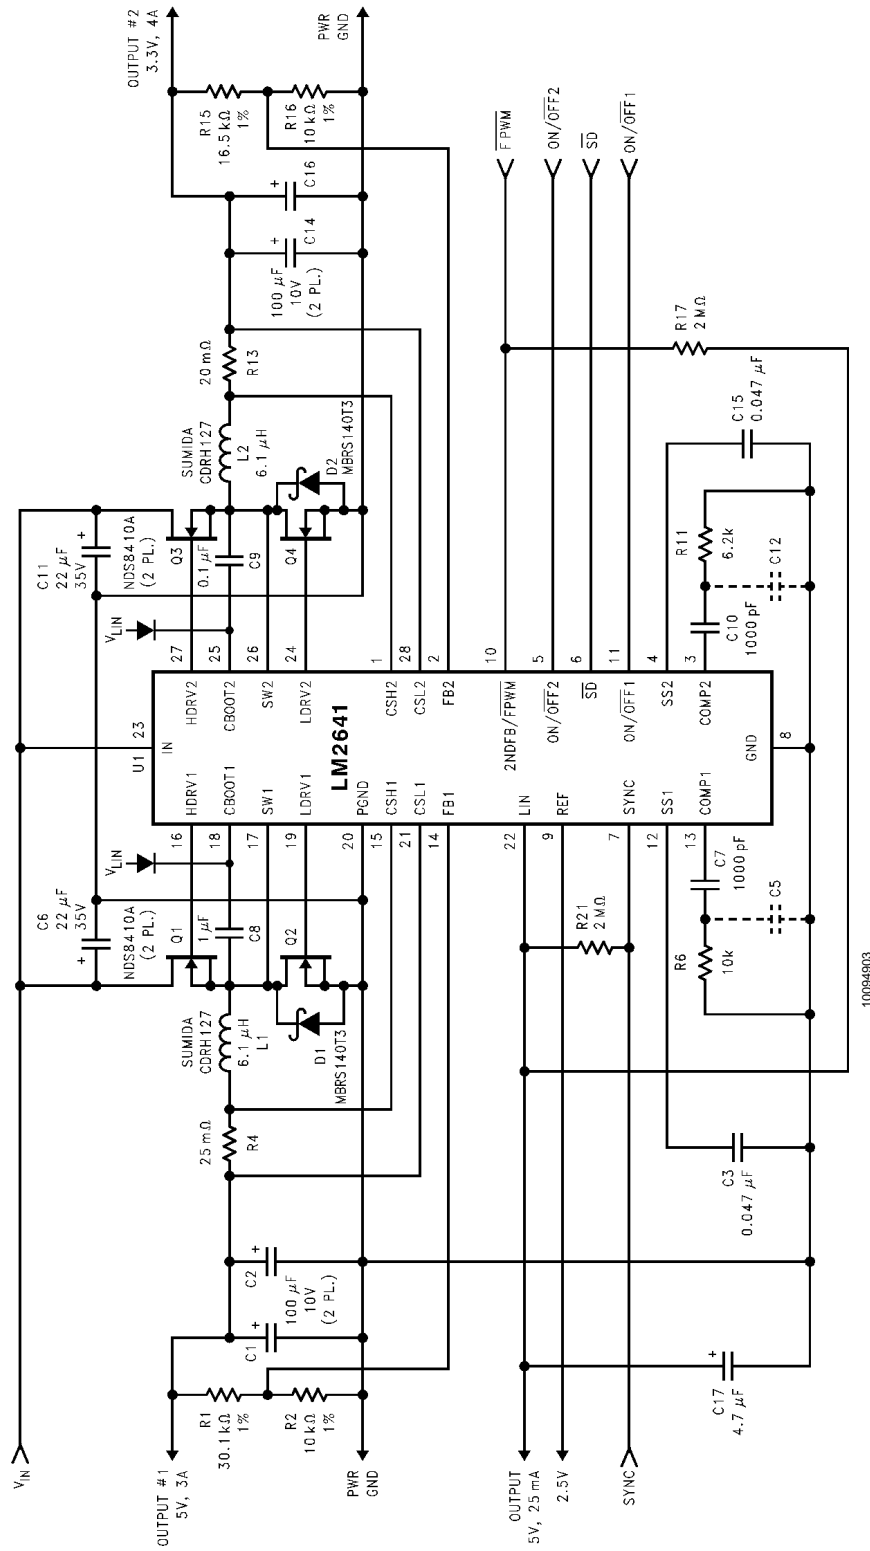 V_IN
OUTPUT #1
5V, 3A
R1
30.1 kΩ
1%
R2
10 kΩ
1%
PWR
GND
C1
+
C2
+
100 μF
10V
(2 PL.)
25 mΩ
R4
SUMIDA
CDRH127
6.1 μH
L1
D1
MBRS140T3
C6
22 μF
35V
+
NDS8410A
(2 PL.)
Q1
1 μF
C8
Q2
V_LIN
16
18
17
19
20
15
21
14
22
9
7
12
13
U1
23
IN
HDRV1
CBOOT1
SW1
LDRV1
PGND
CSH1
CSL1
FB1
LIN
REF
SYNC
SS1
COMP1
LM2641
GND
8
HDRV2
CBOOT2
SW2
LDRV2
CSH2
CSL2
FB2
2NDFB/F̅P̅W̅M̅
ON/O̅F̅F̅2
S̅D̅
ON/O̅F̅F̅1
SS2
COMP2
27
25
26
24
1
28
2
10
5
6
11
4
3
V_LIN
C11
22 μF
35V
+
NDS8410A
(2 PL.)
Q3
0.1 μF
C9
Q4
SUMIDA
CDRH127
L2
6.1 μH
D2
MBRS140T3
20 mΩ
R13
100 μF
10V
(2 PL.)
+
C14
+
C16
R15
16.5 kΩ
1%
R16
10 kΩ
1%
OUTPUT #2
3.3V, 4A
PWR
GND
F̅P̅W̅M̅
ON/O̅F̅F̅2
S̅D̅
ON/O̅F̅F̅1
R17
2 MΩ
C15
0.047 μF
R11
6.2k
C10
1000 pF
C12
OUTPUT
5V, 25 mA
2.5V
SYNC
C17
4.7 μF
+
C3
0.047 μF
R21
2 MΩ
R6
10k
C7
1000 pF
C5
10094903